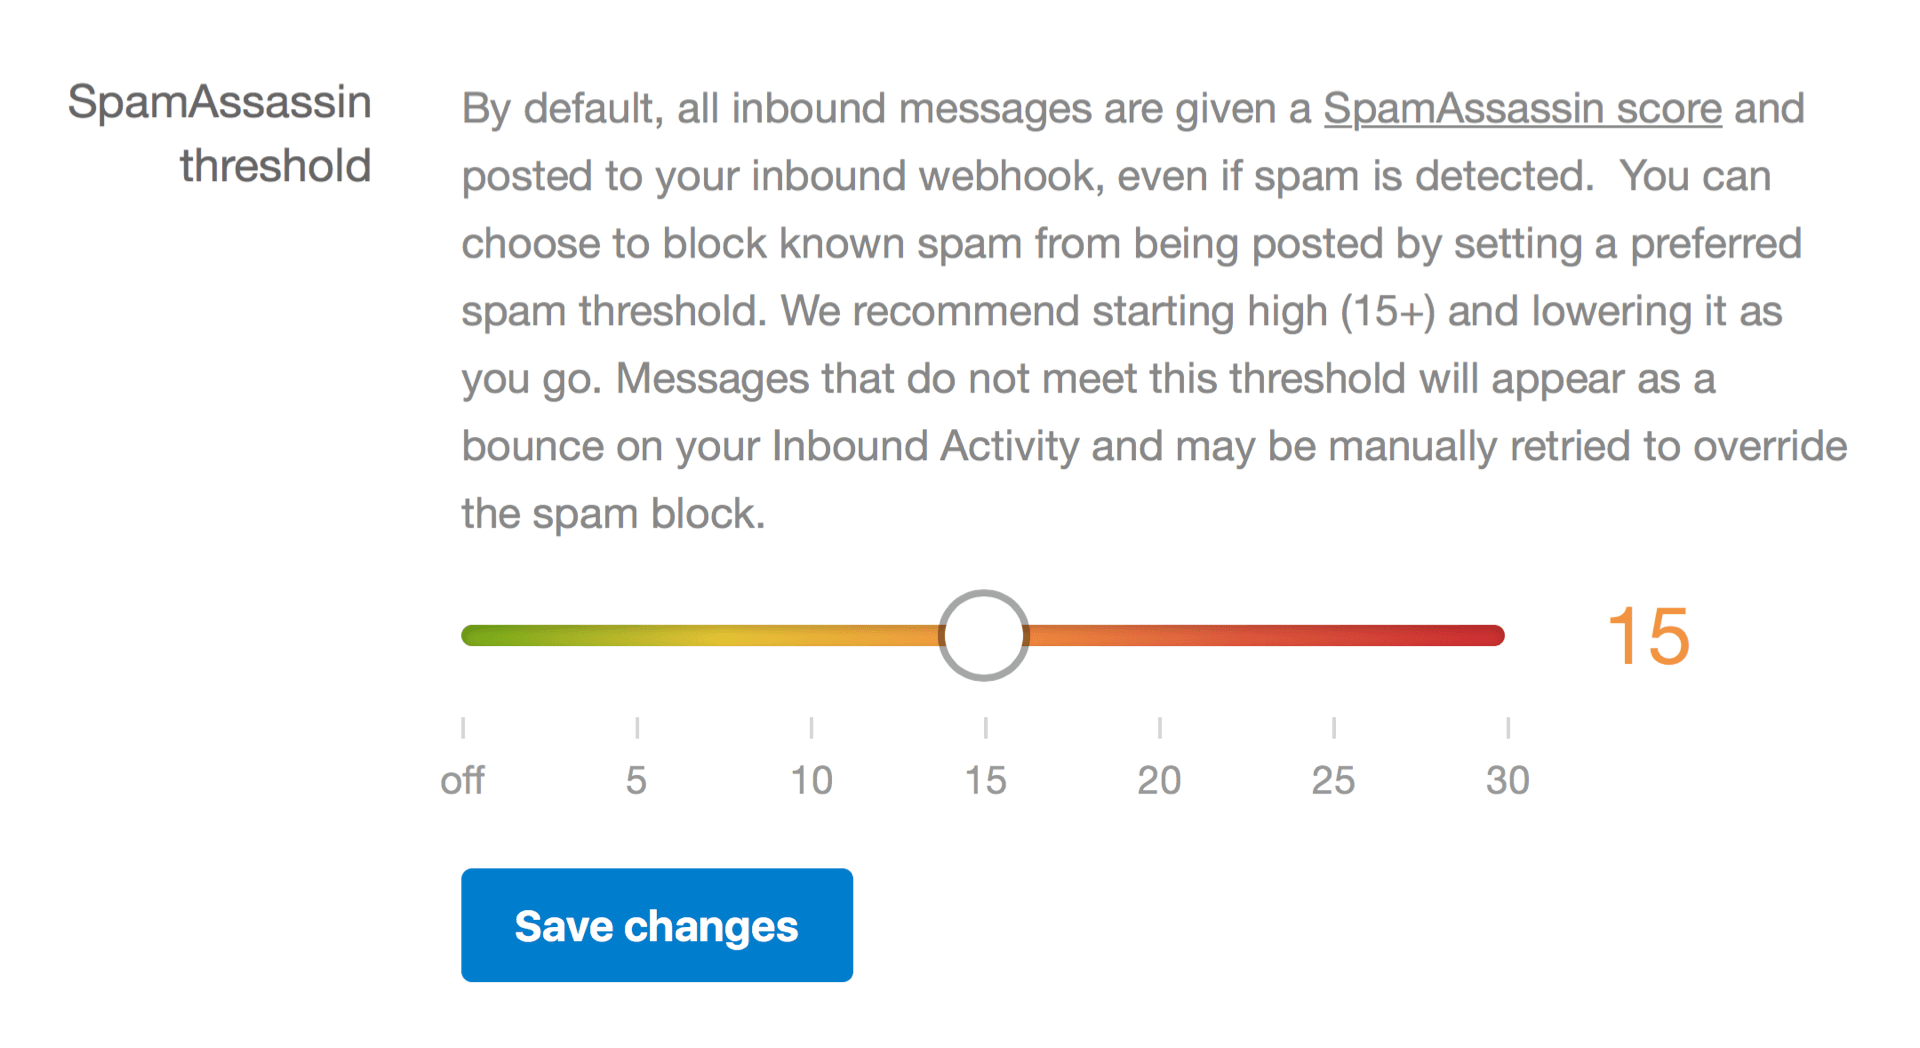 SpamAssassin
threshold
By default, all inbound messages are given a SpamAssassin score and
posted to your inbound webhook, even if spam is detected.  You can
choose to block known spam from being posted by setting a preferred
spam threshold. We recommend starting high (15+) and lowering it as
you go. Messages that do not meet this threshold will appear as a
bounce on your Inbound Activity and may be manually retried to override
the spam block.
15
off 5 10 15 20 25 30
Save changes